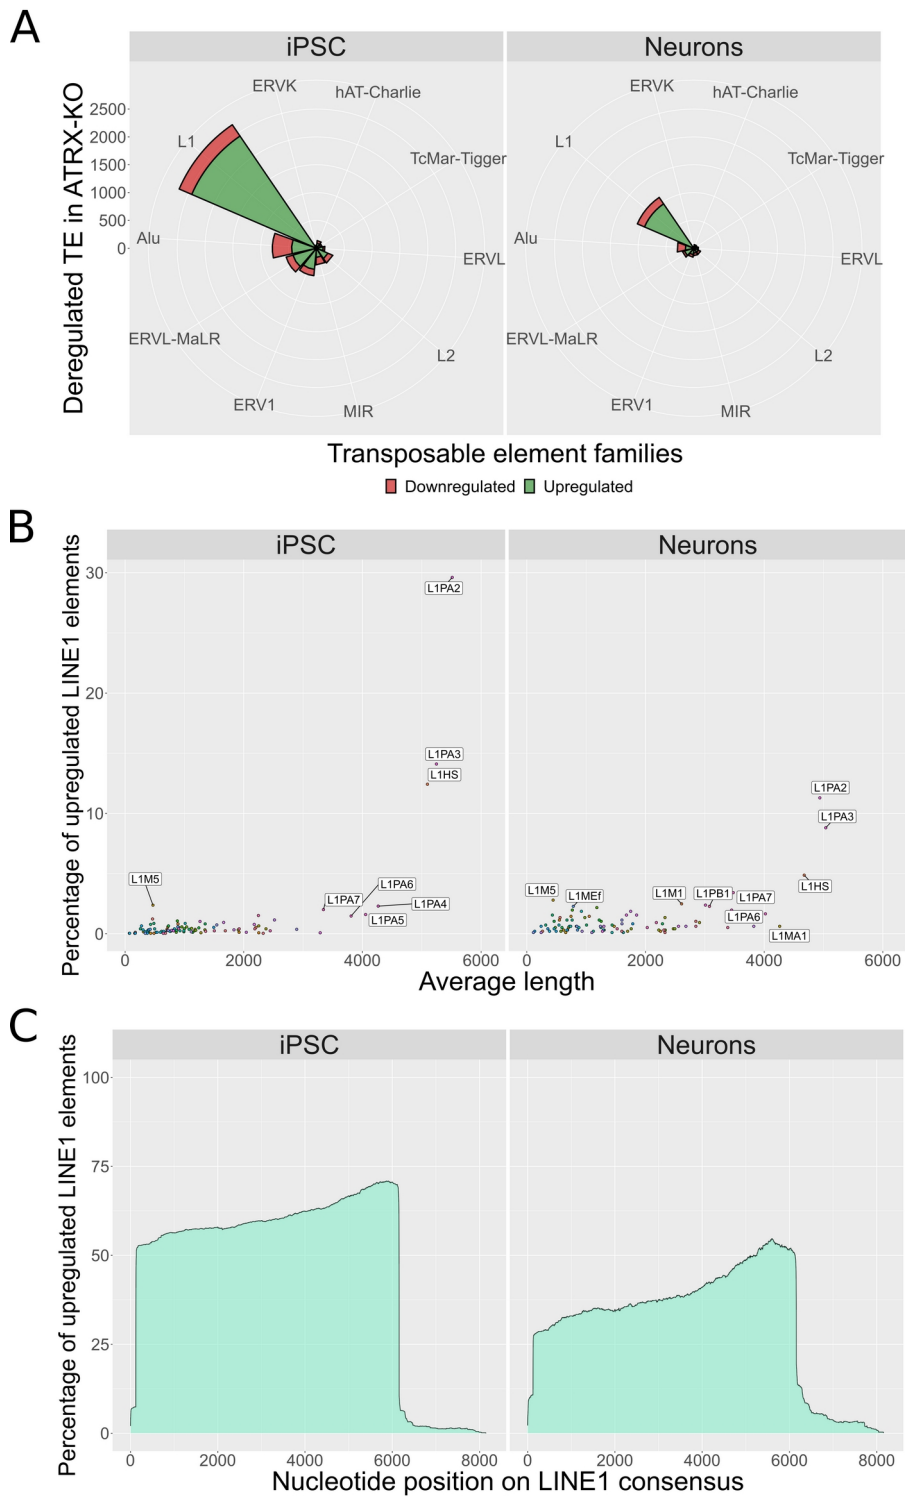 A
iPSC
Neurons
Deregulated TE in ATRX-KO
2500
2000
1500
1000
500
0
ERVK
hAT-Charlie
TcMar-Tigger
ERVL
L2
MIR
ERV1
ERVL-MaLR
Alu
L1
ERVK
hAT-Charlie
TcMar-Tigger
ERVL
L2
MIR
ERV1
ERVL-MaLR
Alu
L1
Transposable element families
Downregulated
Upregulated
B
iPSC
Neurons
Percentage of upregulated LINE1 elements
30
20
10
0
L1PA2
L1PA3
L1HS
L1M5
L1PA7
L1PA6
L1PA4
L1PA5
L1PA2
L1PA3
L1HS
L1M5
L1MEf
L1M1
L1PB1
L1PA7
L1PA6
L1MA1
0
2000
4000
6000
0
2000
4000
6000
Average length
C
iPSC
Neurons
Percentage of upregulated LINE1 elements
100
75
50
25
0
0
2000
4000
6000
8000
0
2000
4000
6000
8000
Nucleotide position on LINE1 consensus